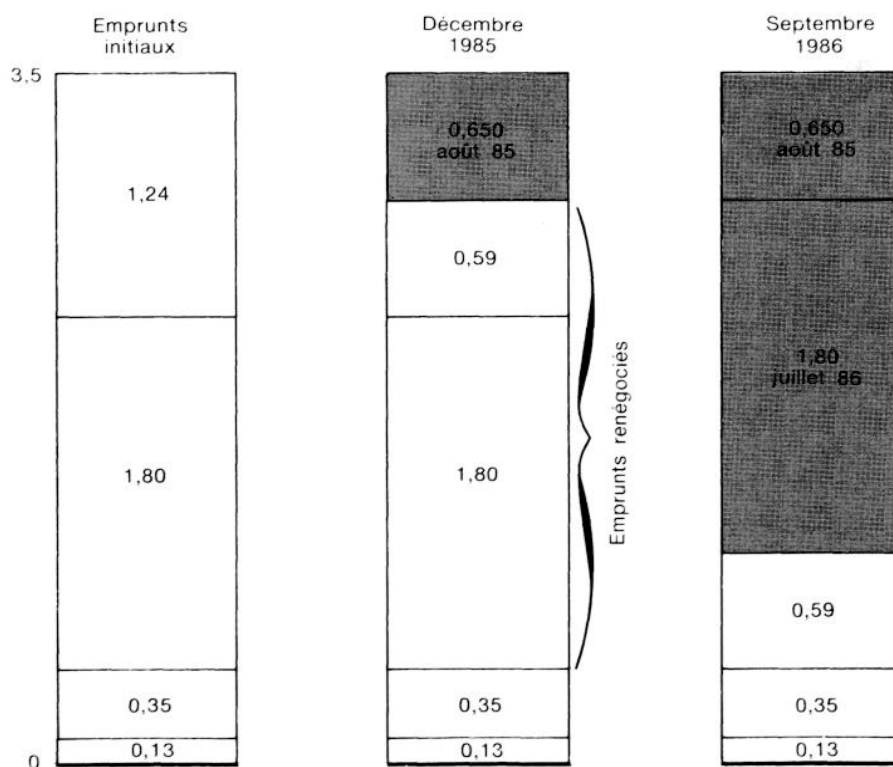 Emprunts
initiaux
Décembre
1985
Septembre
1986
3,5
0
1,24
1,80
0,35
0,13
0,650
août 85
0,59
1,80
0,35
0,13
Emprunts renégociés
0,650
août 85
1,80
juillet 86
0,59
0,35
0,13